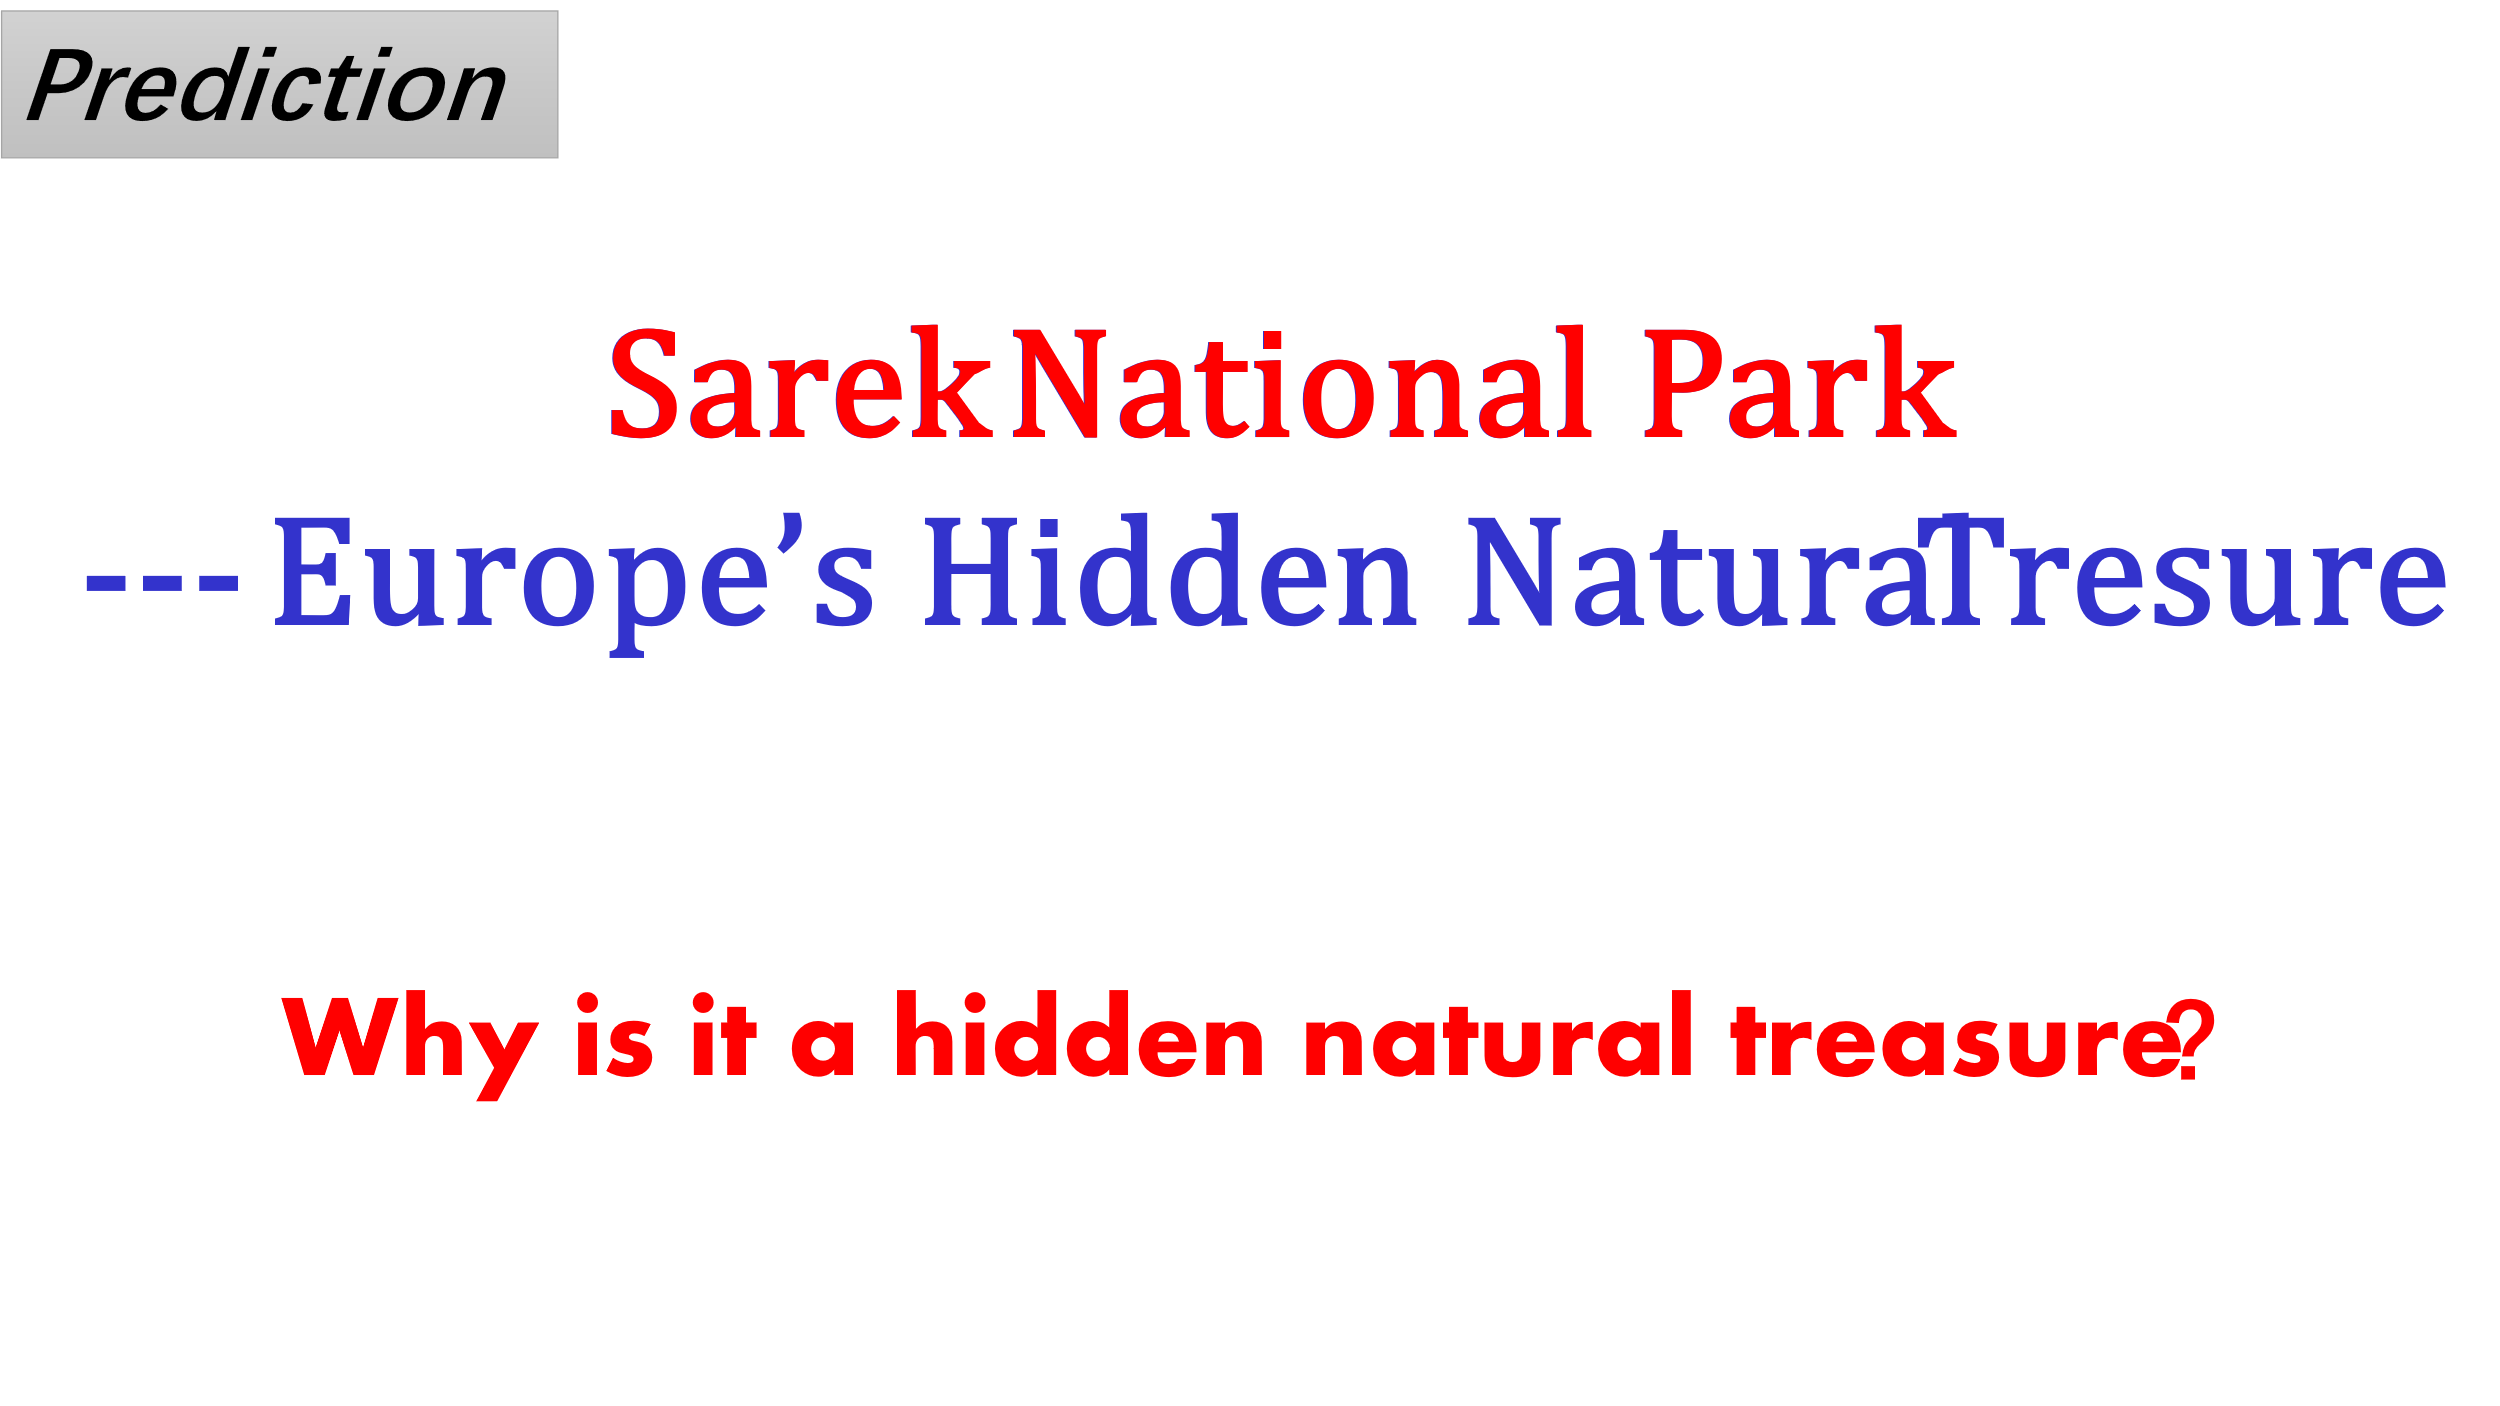 Prediction
Sarek National Park
---Europe’s Hidden Natural Tresure
Why is it a hidden natural treasure?